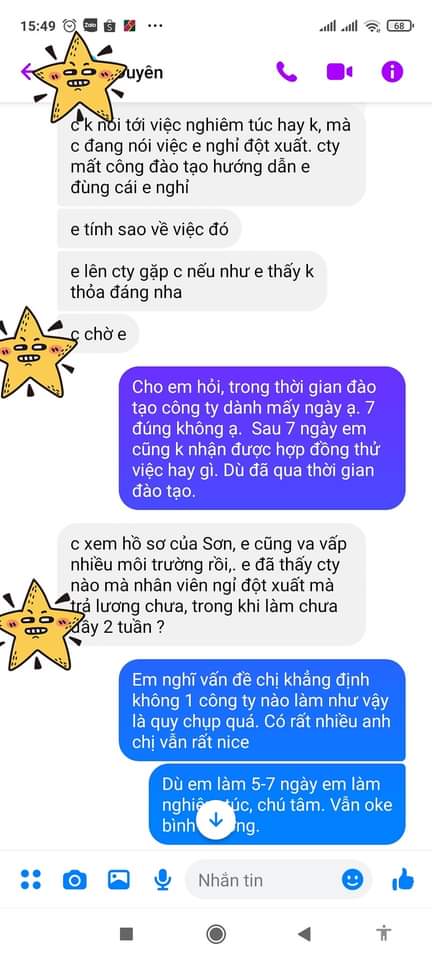 15:49
Zalo
68
uyên
c k nói tới việc nghiêm túc hay k, mà
c đang nói việc e nghỉ đột xuất. cty
mất công đào tạo hướng dẫn e
đùng cái e nghỉ
e tính sao về việc đó
e lên cty gặp c nếu như e thấy k
thỏa đáng nha
c chờ e
Cho em hỏi, trong thời gian đào
tạo công ty dành mấy ngày ạ. 7
đúng không ạ. Sau 7 ngày em
cũng k nhận được hợp đồng thử
việc hay gì. Dù đã qua thời gian
đào tạo.
c xem hồ sơ của Sơn, e cũng va vấp
nhiều môi trường rồi,. e đã thấy cty
nào mà nhân viên ngỉ đột xuất mà
trả lương chưa, trong khi làm chưa
đầy 2 tuần ?
Em nghĩ vấn đề chị khẳng định
không 1 công ty nào làm như vậy
là quy chụp quá. Có rất nhiều anh
chị vẫn rất nice
Dù em làm 5-7 ngày em làm
túc, chú tâm. Vẫn oke
Nhắn tin